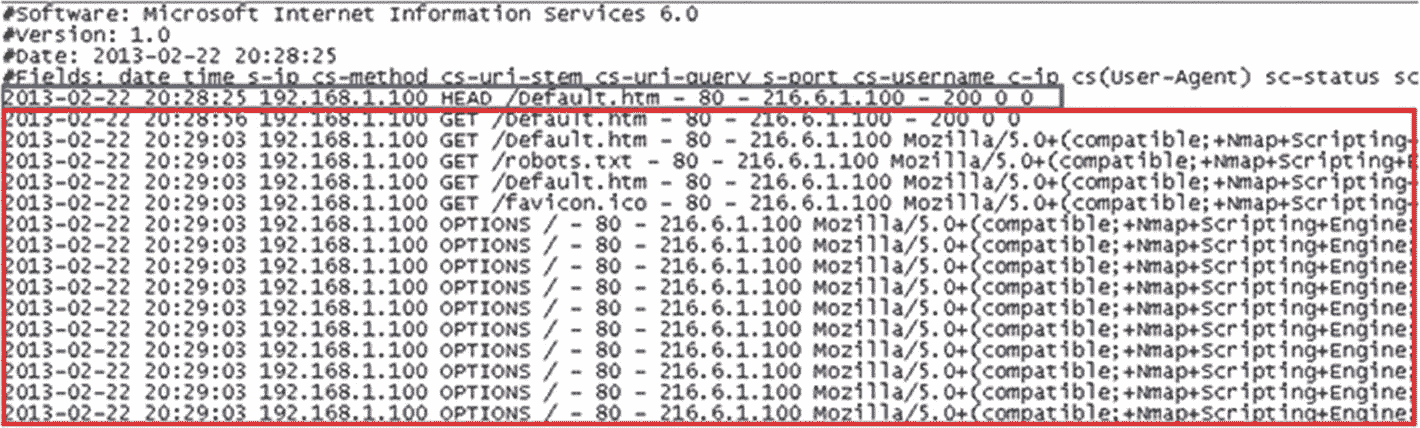 #Software: Microsoft Internet Information Services 6.0
#Version: 1.0
#Date: 2013-02-22 20:28:25
#Fields: date time s-ip cs-method cs-uri-stem cs-uri-query s-port cs-username c-ip cs(User-Agent) sc-status sc
2013-02-22 20:28:25 192.168.1.100 HEAD /Default.htm - 80 - 216.6.1.100 - 200 0 0
2013-02-22 20:28:56 192.168.1.100 GET /Default.htm - 80 - 216.6.1.100 - 200 0 0
2013-02-22 20:29:03 192.168.1.100 GET /Default.htm - 80 - 216.6.1.100 Mozilla/5.0+(compatible;+Nmap+Scripting+
2013-02-22 20:29:03 192.168.1.100 GET /robots.txt - 80 - 216.6.1.100 Mozilla/5.0+(compatible;+Nmap+Scripting+E
2013-02-22 20:29:03 192.168.1.100 GET /Default.htm - 80 - 216.6.1.100 Mozilla/5.0+(compatible;+Nmap+Scripting+
2013-02-22 20:29:03 192.168.1.100 GET /favicon.ico - 80 - 216.6.1.100 Mozilla/5.0+(compatible;+Nmap+Scripting+
2013-02-22 20:29:03 192.168.1.100 OPTIONS / - 80 - 216.6.1.100 Mozilla/5.0+(compatible;+Nmap+Scripting+Engine;
2013-02-22 20:29:03 192.168.1.100 OPTIONS / - 80 - 216.6.1.100 Mozilla/5.0+(compatible;+Nmap+Scripting+Engine;
2013-02-22 20:29:03 192.168.1.100 OPTIONS / - 80 - 216.6.1.100 Mozilla/5.0+(compatible;+Nmap+Scripting+Engine;
2013-02-22 20:29:03 192.168.1.100 OPTIONS / - 80 - 216.6.1.100 Mozilla/5.0+(compatible;+Nmap+Scripting+Engine;
2013-02-22 20:29:03 192.168.1.100 OPTIONS / - 80 - 216.6.1.100 Mozilla/5.0+(compatible;+Nmap+Scripting+Engine;
2013-02-22 20:29:03 192.168.1.100 OPTIONS / - 80 - 216.6.1.100 Mozilla/5.0+(compatible;+Nmap+Scripting+Engine;
2013-02-22 20:29:03 192.168.1.100 OPTIONS / - 80 - 216.6.1.100 Mozilla/5.0+(compatible;+Nmap+Scripting+Engine;
2013-02-22 20:29:03 192.168.1.100 OPTIONS / - 80 - 216.6.1.100 Mozilla/5.0+(compatible;+Nmap+Scripting+Engine;
2013-02-22 20:29:03 192.168.1.100 OPTIONS / - 80 - 216.6.1.100 Mozilla/5.0+(compatible;+Nmap+Scripting+Engine;
2013-02-22 20:29:03 192.168.1.100 OPTIONS / - 80 - 216.6.1.100 Mozilla/5.0+(compatible;+Nmap+Scripting+Engine;